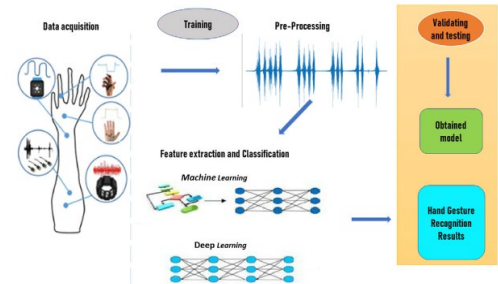 Data acquisition
Training
Pre-Processing
Feature extraction and Classification
Machine Learning
Deep Learning
Validating
and testing
Obtained
model
Hand Gesture
Recognition
Results